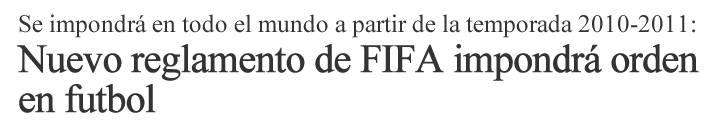 Se impondrá en todo el mundo a partir de la temporada 2010-2011:
Nuevo reglamento de FIFA impondrá orden
en futbol